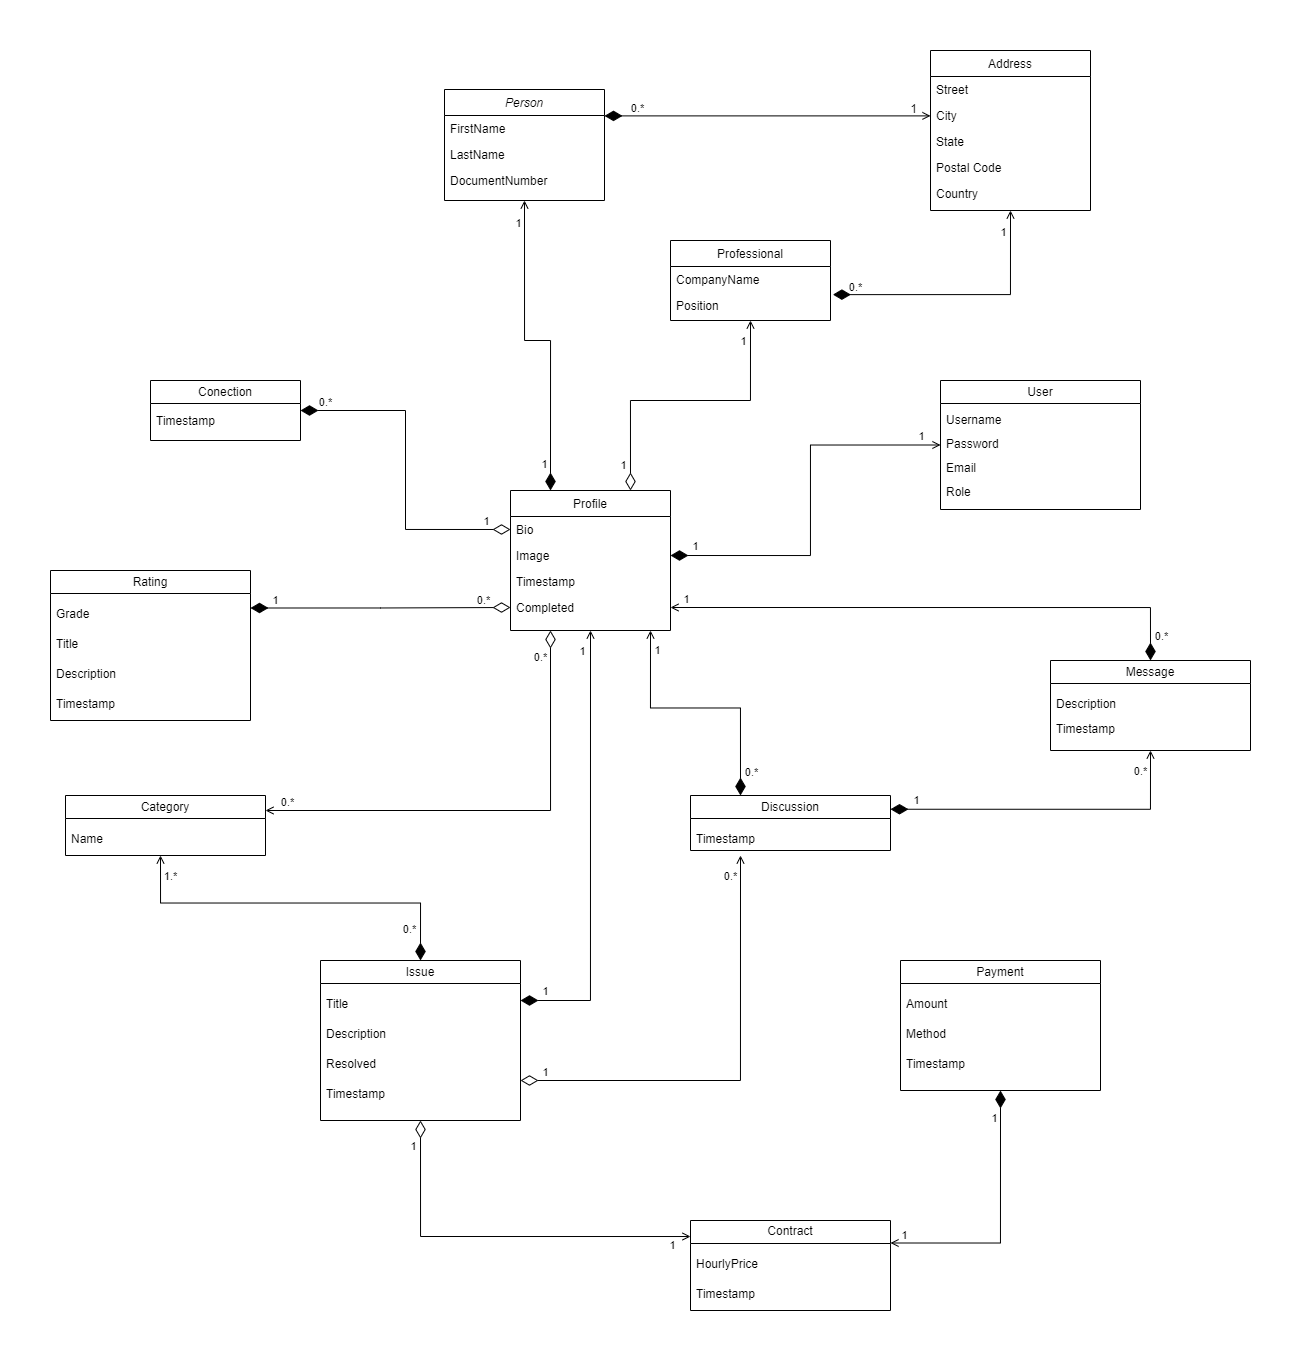 Address
Street
City
State
Postal Code
Country
Person
FirstName
LastName
DocumentNumber
0.*
1
1
1
Professional
CompanyName
Position
0.*
1
Conection
Timestamp
0.*
User
Username
Password
Email
Role
1
1
1
1
1
Profile
Bio
Image
Timestamp
Completed
Rating
Grade
Title
Description
Timestamp
1
0.*
1
0.*
1
1
0.*
Message
Description
Timestamp
0.*
Category
Name
0.*
1.*
0.*
Discussion
Timestamp
1
0.*
0.*
Issue
Title
Description
Resolved
Timestamp
1
1
1
Payment
Amount
Method
Timestamp
1
Contract
HourlyPrice
Timestamp
1
1